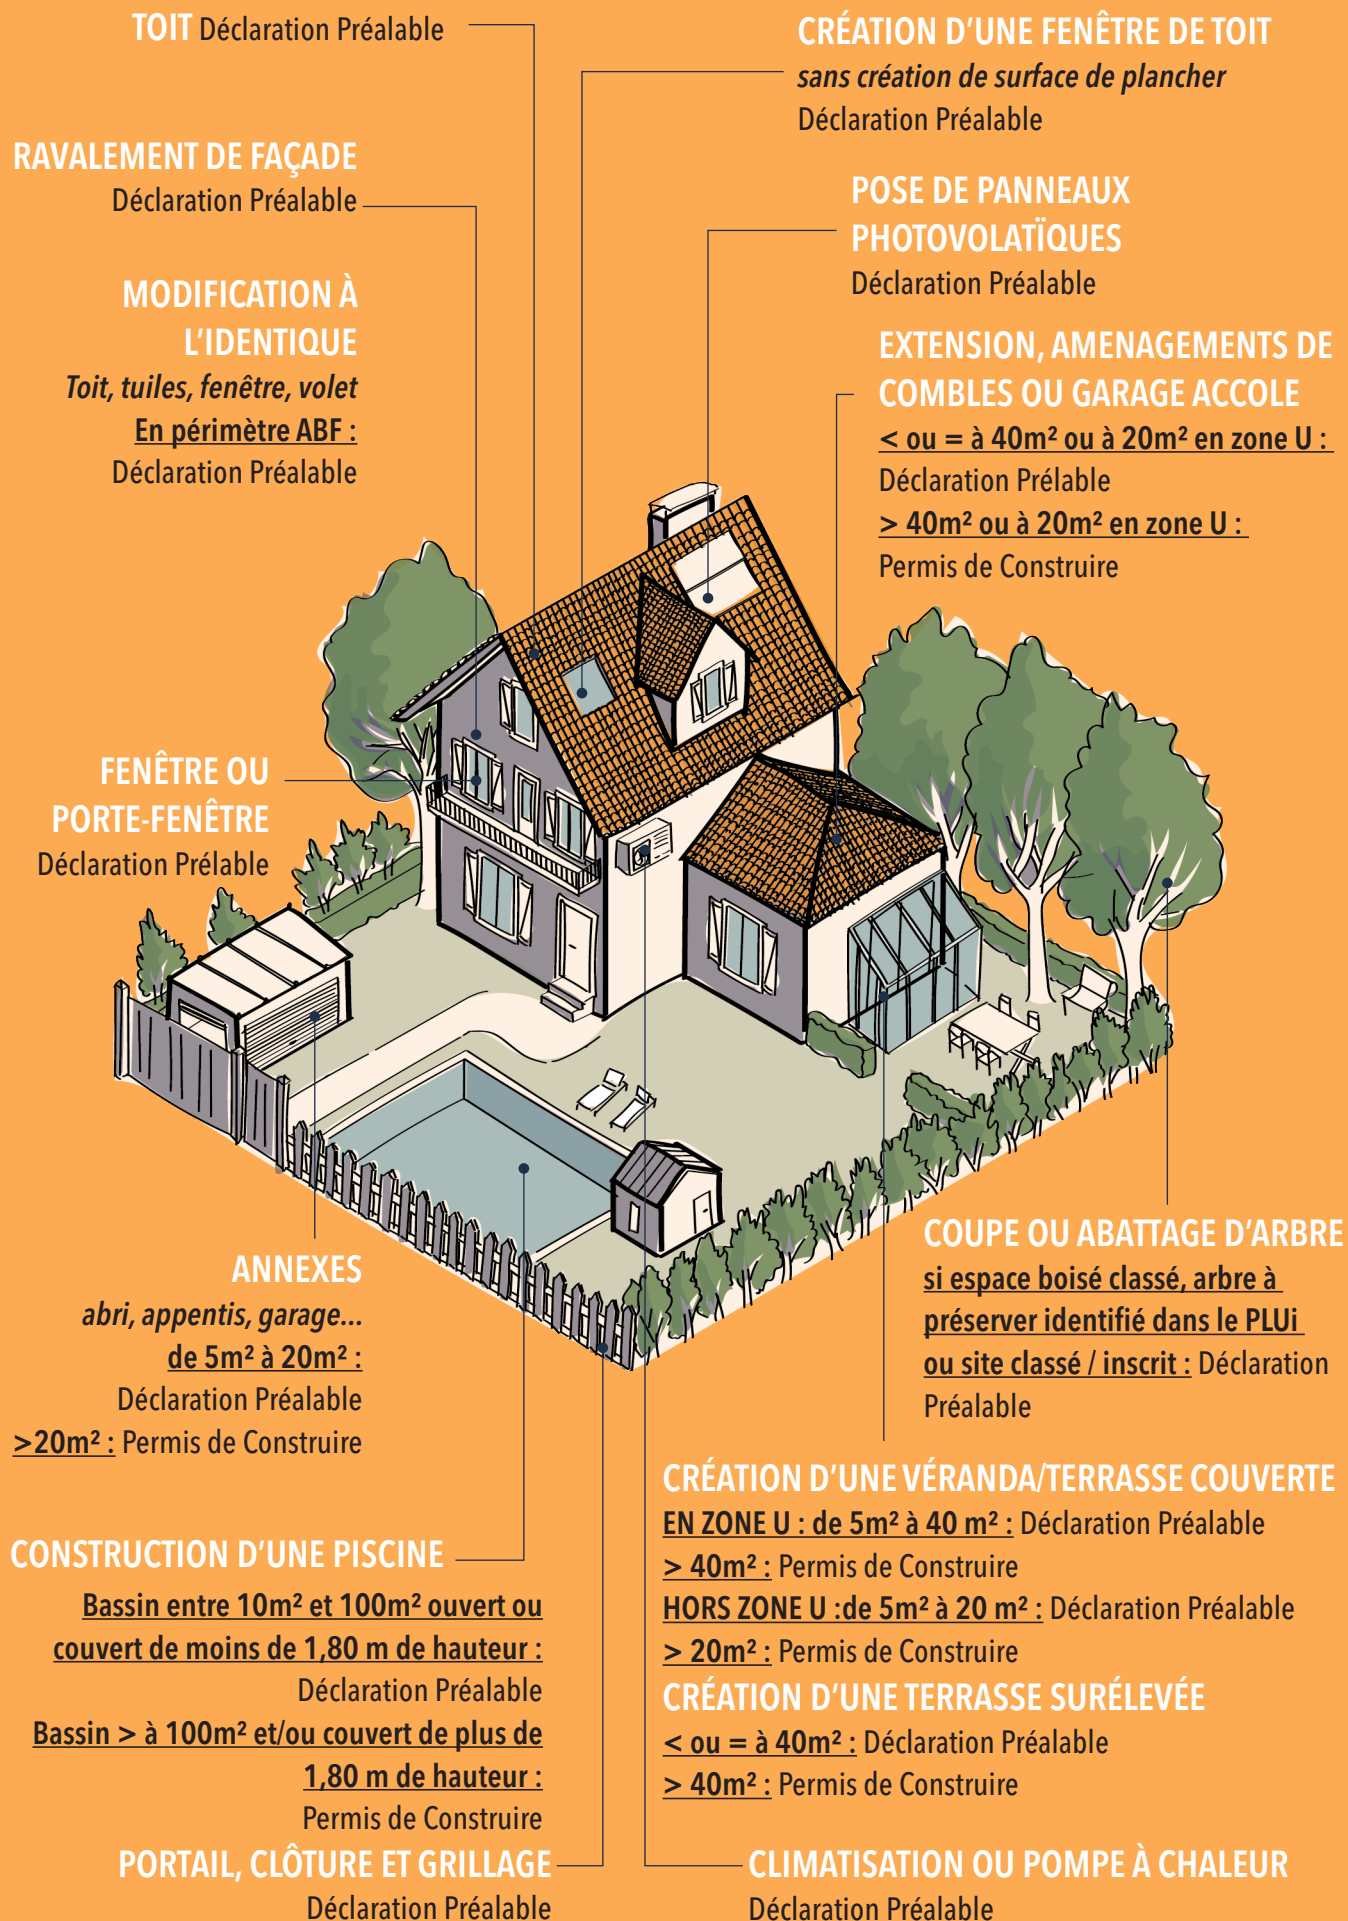 TOIT Déclaration Préalable
CRÉATION D'UNE FENÊTRE DE TOIT
sans création de surface de plancher
Déclaration Préalable
RAVALEMENT DE FAÇADE
Déclaration Préalable
POSE DE PANNEAUX
PHOTOVOLATÏQUES
Déclaration Préalable
MODIFICATION À
L'IDENTIQUE
Toit, tuiles, fenêtre, volet
En périmètre ABF :
Déclaration Préalable
EXTENSION, AMENAGEMENTS DE
COMBLES OU GARAGE ACCOLE
< ou = à 40m² ou à 20m² en zone U :
Déclaration Prélable
> 40m² ou à 20m² en zone U :
Permis de Construire
FENÊTRE OU
PORTE-FENÊTRE
Déclaration Prélable
COUPE OU ABATTAGE D'ARBRE
si espace boisé classé, arbre à
préserver identifié dans le PLUi
ou site classé / inscrit : Déclaration
Préalable
ANNEXES
abri, appentis, garage...
de 5m² à 20m² :
Déclaration Préalable
>20m² : Permis de Construire
CRÉATION D'UNE VÉRANDA/TERRASSE COUVERTE
EN ZONE U : de 5m² à 40 m² : Déclaration Préalable
> 40m² : Permis de Construire
HORS ZONE U :de 5m² à 20 m² : Déclaration Préalable
> 20m² : Permis de Construire
CRÉATION D'UNE TERRASSE SURÉLEVÉE
< ou = à 40m² : Déclaration Préalable
> 40m² : Permis de Construire
CONSTRUCTION D'UNE PISCINE
Bassin entre 10m² et 100m² ouvert ou
couvert de moins de 1,80 m de hauteur :
Déclaration Préalable
Bassin > à 100m² et/ou couvert de plus de
1,80 m de hauteur :
Permis de Construire
PORTAIL, CLÔTURE ET GRILLAGE
Déclaration Préalable
CLIMATISATION OU POMPE À CHALEUR
Déclaration Préalable